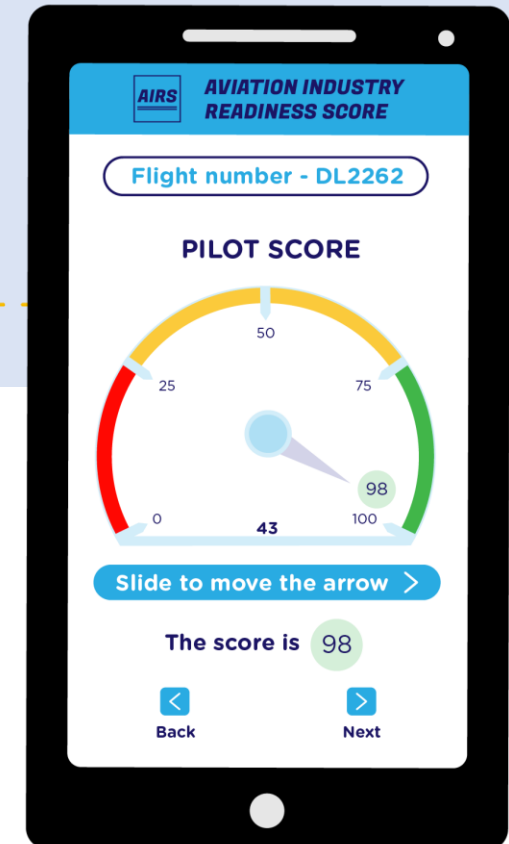 AIRS
AVIATION INDUSTRY
READINESS SCORE
Flight number - DL2262
PILOT SCORE
50
25
75
98
0
43
100
Slide to move the arrow >
The score is 98
< >
Back Next